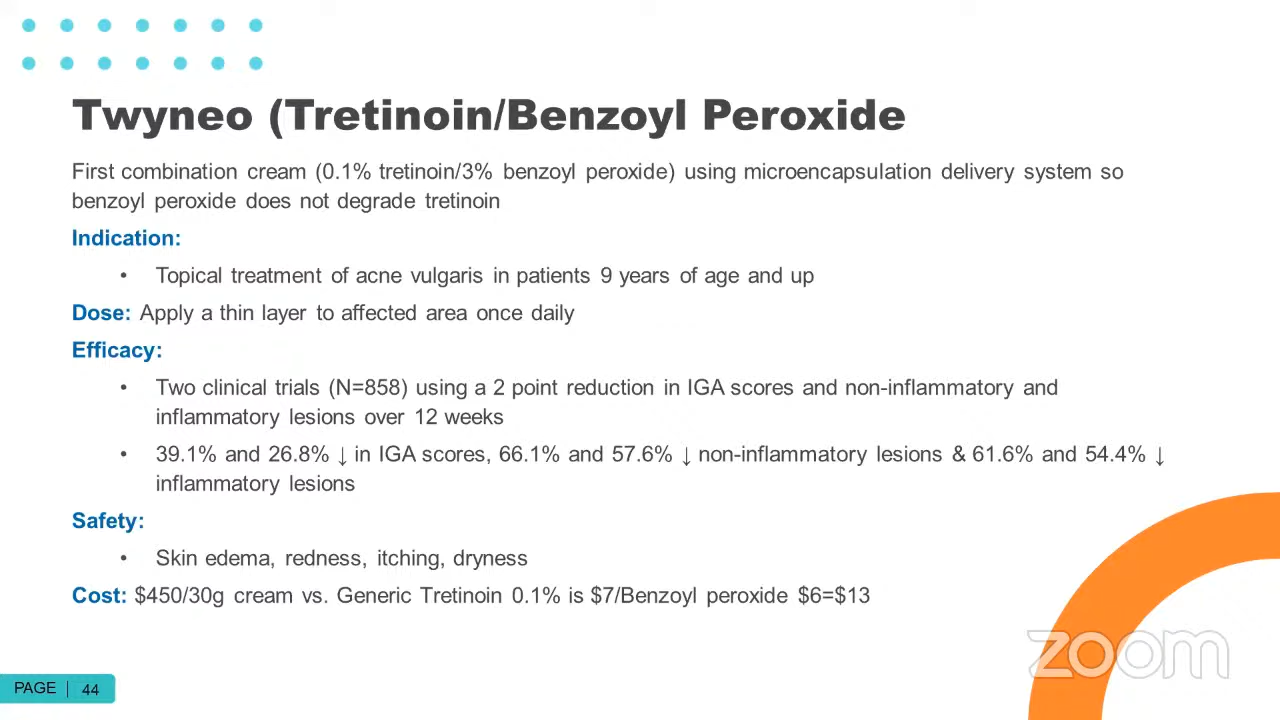 Twyneo (Tretinoin/Benzoyl Peroxide
First combination cream (0.1% tretinoin/3% benzoyl peroxide) using microencapsulation delivery system so
benzoyl peroxide does not degrade tretinoin
Indication:
• Topical treatment of acne vulgaris in patients 9 years of age and up
Dose: Apply a thin layer to affected area once daily
Efficacy:
• Two clinical trials (N=858) using a 2 point reduction in IGA scores and non-inflammatory and
inflammatory lesions over 12 weeks
• 39.1% and 26.8% ↓ in IGA scores, 66.1% and 57.6% ↓ non-inflammatory lesions & 61.6% and 54.4% ↓
inflammatory lesions
Safety:
• Skin edema, redness, itching, dryness
Cost: $450/30g cream vs. Generic Tretinoin 0.1% is $7/Benzoyl peroxide $6=$13
zoom
PAGE | 44